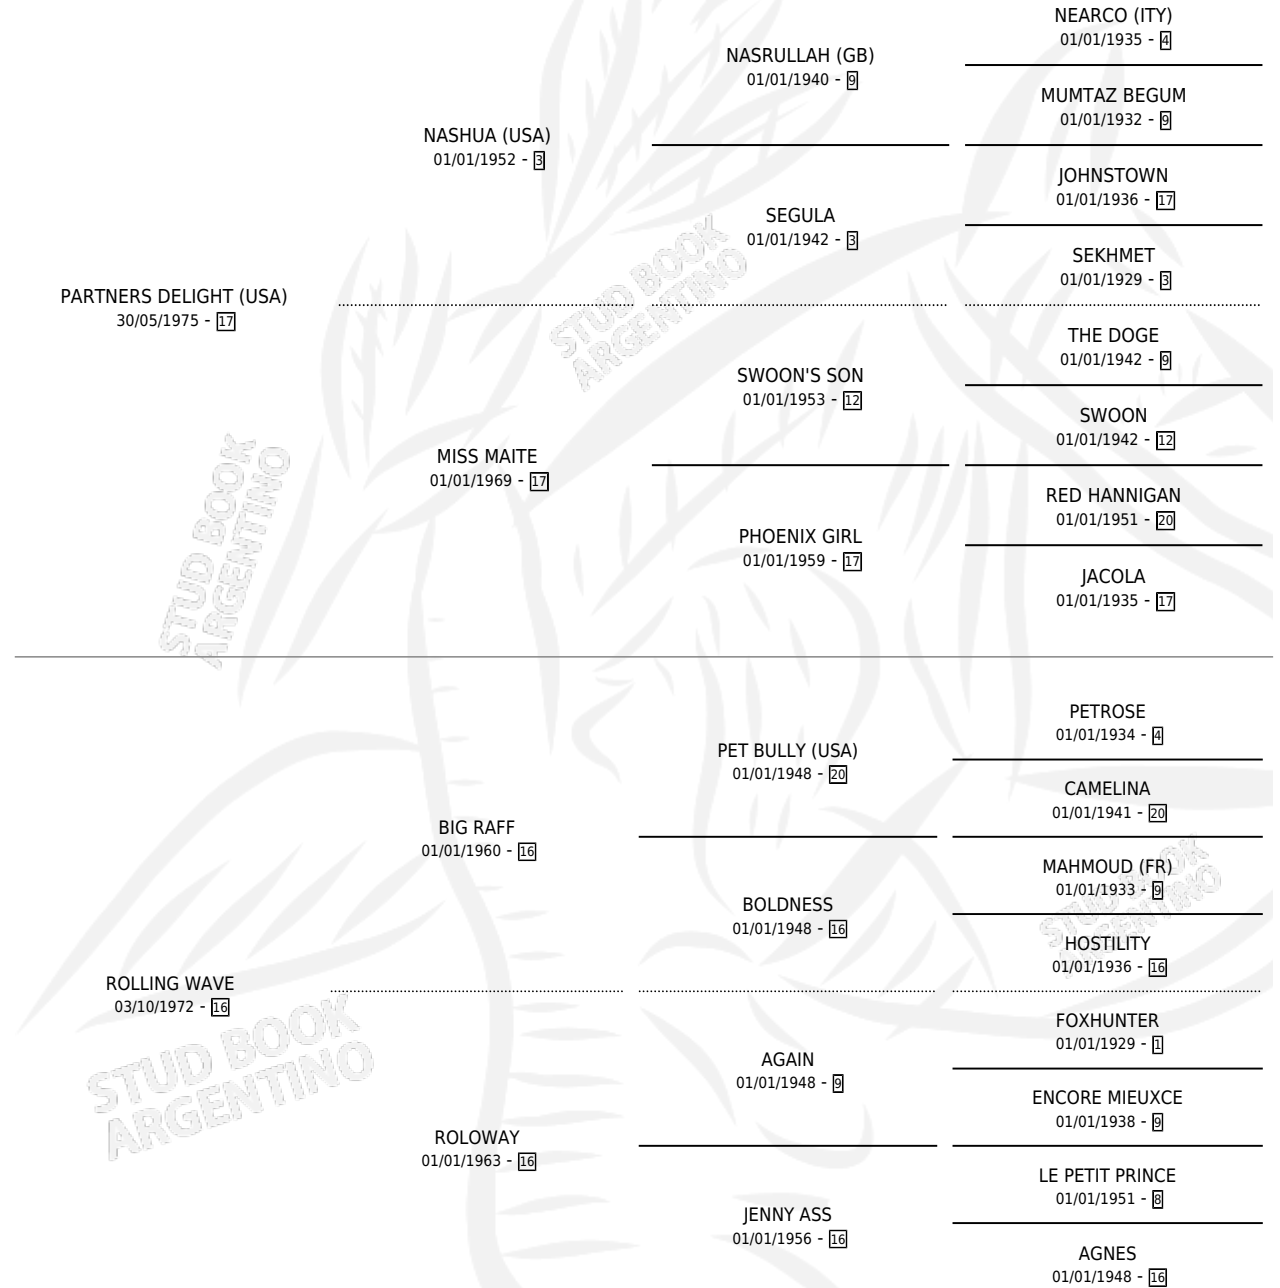 NEARCO (ITY)
01/01/1935 - 4
NASRULLAH (GB)
01/01/1940 - 9
MUMTAZ BEGUM
01/01/1932 - 9
NASHUA (USA)
01/01/1952 - 3
JOHNSTOWN
01/01/1936 - 17
SEGULA
01/01/1942 - 3
SEKHMET
01/01/1929 - 3
PARTNERS DELIGHT (USA)
30/05/1975 - 17
THE DOGE
01/01/1942 - 9
SWOON'S SON
01/01/1953 - 12
SWOON
01/01/1942 - 12
MISS MAITE
01/01/1969 - 17
RED HANNIGAN
01/01/1951 - 20
PHOENIX GIRL
01/01/1959 - 17
JACOLA
01/01/1935 - 17
PETROSE
01/01/1934 - 4
PET BULLY (USA)
01/01/1948 - 20
CAMELINA
01/01/1941 - 20
BIG RAFF
01/01/1960 - 16
MAHMOUD (FR)
01/01/1933 - 9
BOLDNESS
01/01/1948 - 16
HOSTILITY
01/01/1936 - 16
ROLLING WAVE
03/10/1972 - 16
FOXHUNTER
01/01/1929 - 1
AGAIN
01/01/1948 - 9
ENCORE MIEUXCE
01/01/1938 - 9
ROLOWAY
01/01/1963 - 16
LE PETIT PRINCE
01/01/1951 - 8
JENNY ASS
01/01/1956 - 16
AGNES
01/01/1948 - 16
STUD BOOK
ARGENTINO
STUD BOOK
ARGENTINO
STUD BOOK
ARGENTINO
STUD BOOK
ARGENTINO